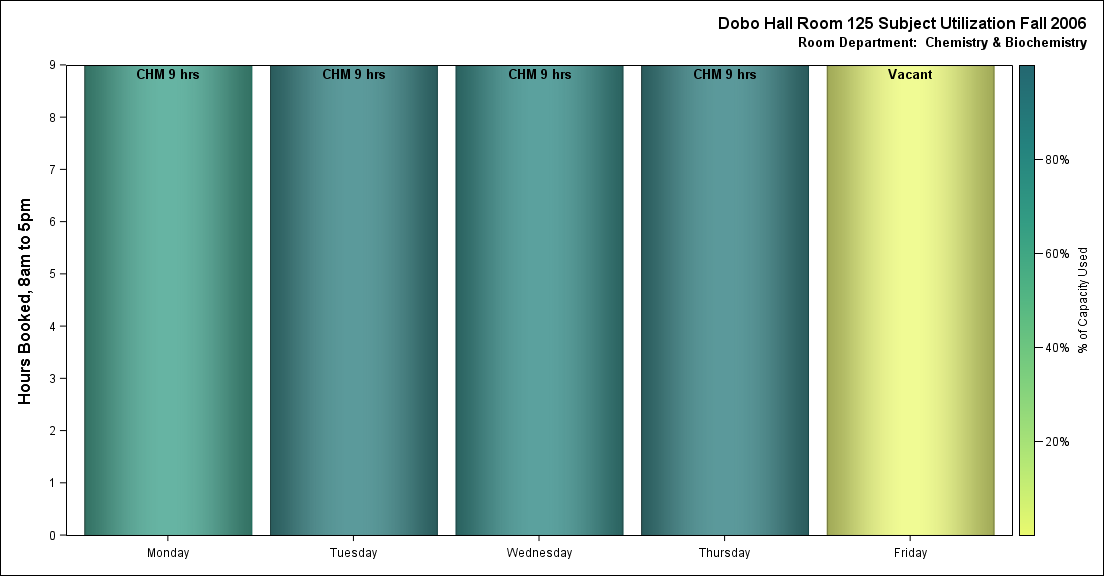 Dobo Hall Room 125 Subject Utilization Fall 2006
Room Department:  Chemistry & Biochemistry
CHM 9 hrs
CHM 9 hrs
CHM 9 hrs
CHM 9 hrs
Vacant
Hours Booked, 8am to 5pm
9
8
7
6
5
4
3
2
1
0
Monday
Tuesday
Wednesday
Thursday
Friday
80%
60%
40%
20%
% of Capacity Used